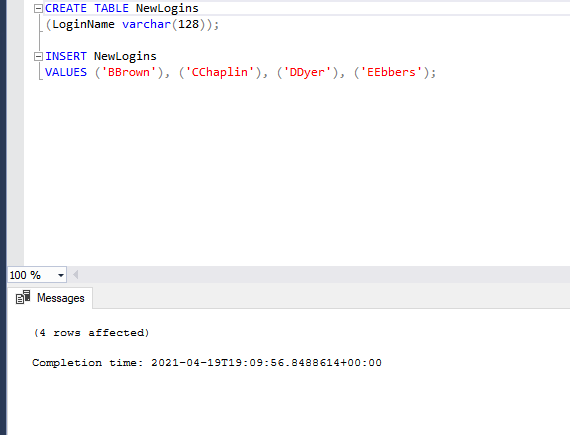 CREATE TABLE NewLogins
(LoginName varchar(128));
INSERT NewLogins
VALUES ('BBrown'), ('CChaplin'), ('DDyer'), ('EEbbers');
100 %
Messages
(4 rows affected)
Completion time: 2021-04-19T19:09:56.8488614+00:00